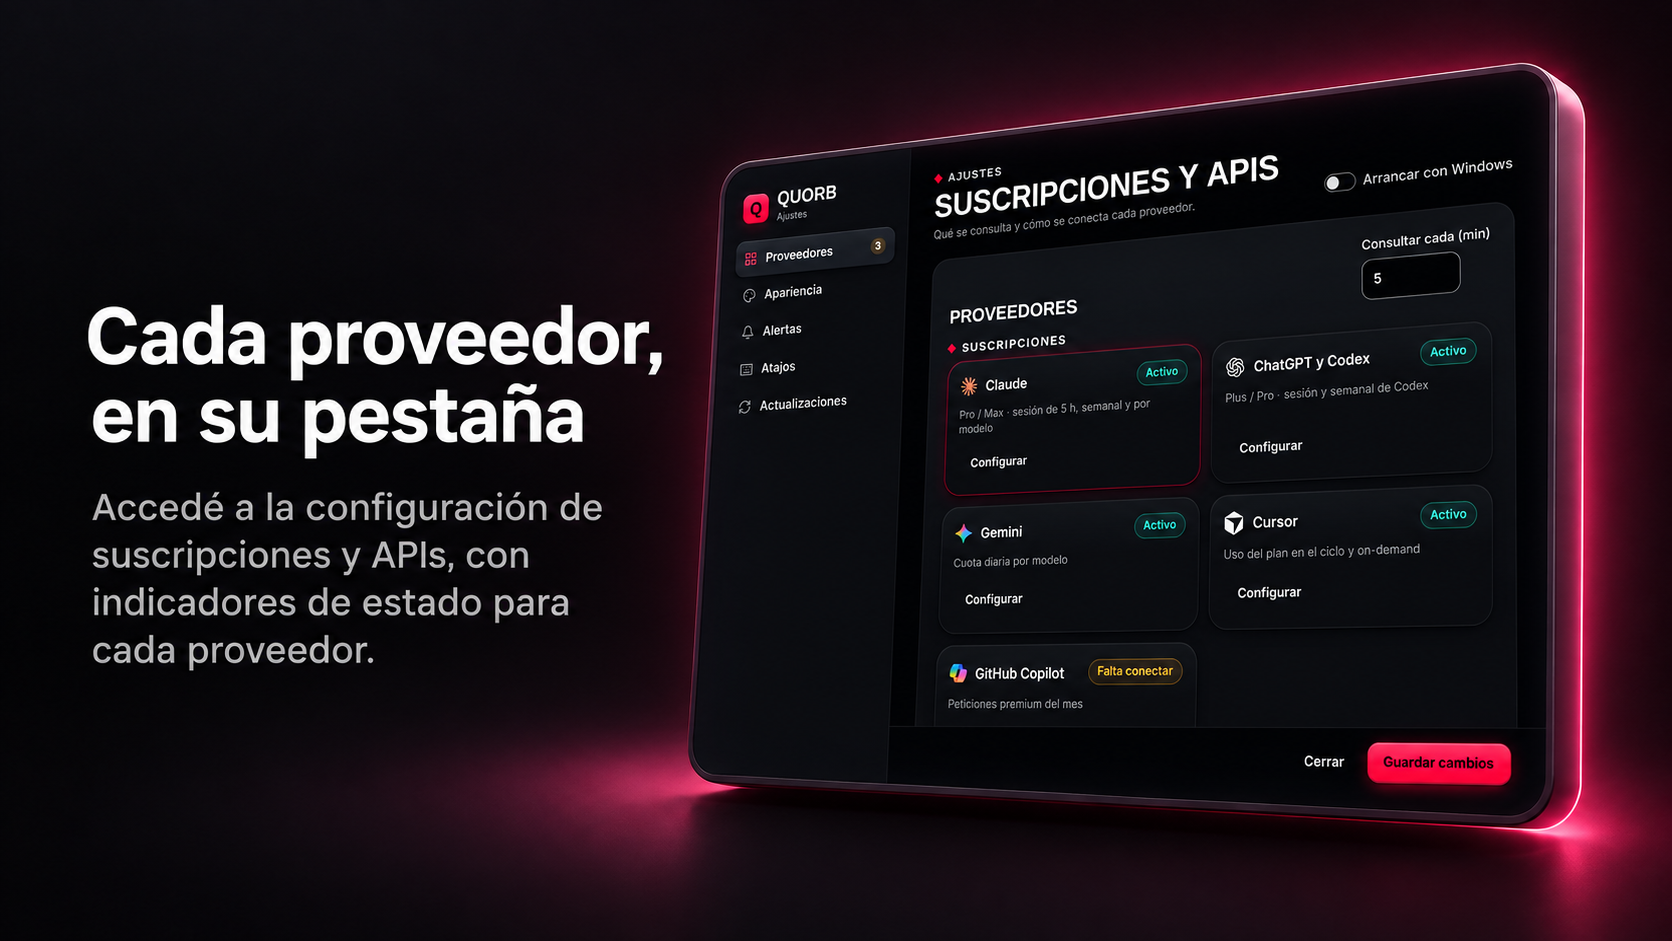 Cada proveedor,
en su pestaña
Accedé a la configuración de
suscripciones y APIs, con
indicadores de estado para
cada proveedor.
Q
QUORB
Ajustes
Proveedores
3
Apariencia
Alertas
Atajos
Actualizaciones
AJUSTES
SUSCRIPCIONES Y APIS
Qué se consulta y cómo se conecta cada proveedor.
Arrancar con Windows
Consultar cada (min)
5
PROVEEDORES
SUSCRIPCIONES
Claude
Activo
Pro / Max · sesión de 5 h, semanal y por
modelo
Configurar
ChatGPT y Codex
Activo
Plus / Pro · sesión y semanal de Codex
Configurar
Gemini
Activo
Cuota diaria por modelo
Configurar
Cursor
Activo
Uso del plan en el ciclo y on-demand
Configurar
GitHub Copilot
Falta conectar
Peticiones premium del mes
Cerrar
Guardar cambios